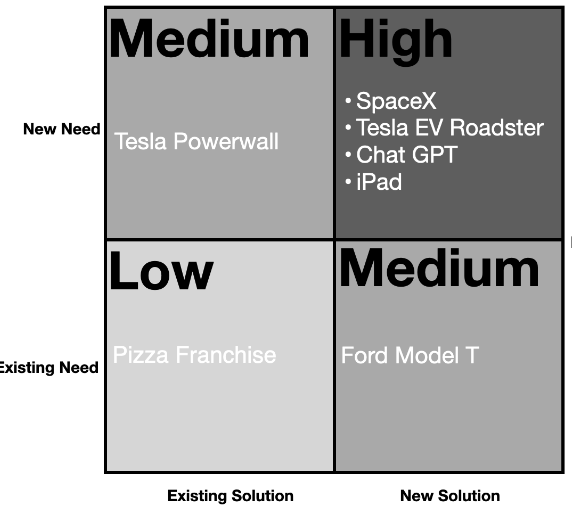 Medium
High
New Need
Tesla Powerwall
• SpaceX
• Tesla EV Roadster
• Chat GPT
• iPad
Low
Medium
Existing Need
Pizza Franchise
Ford Model T
Existing Solution
New Solution